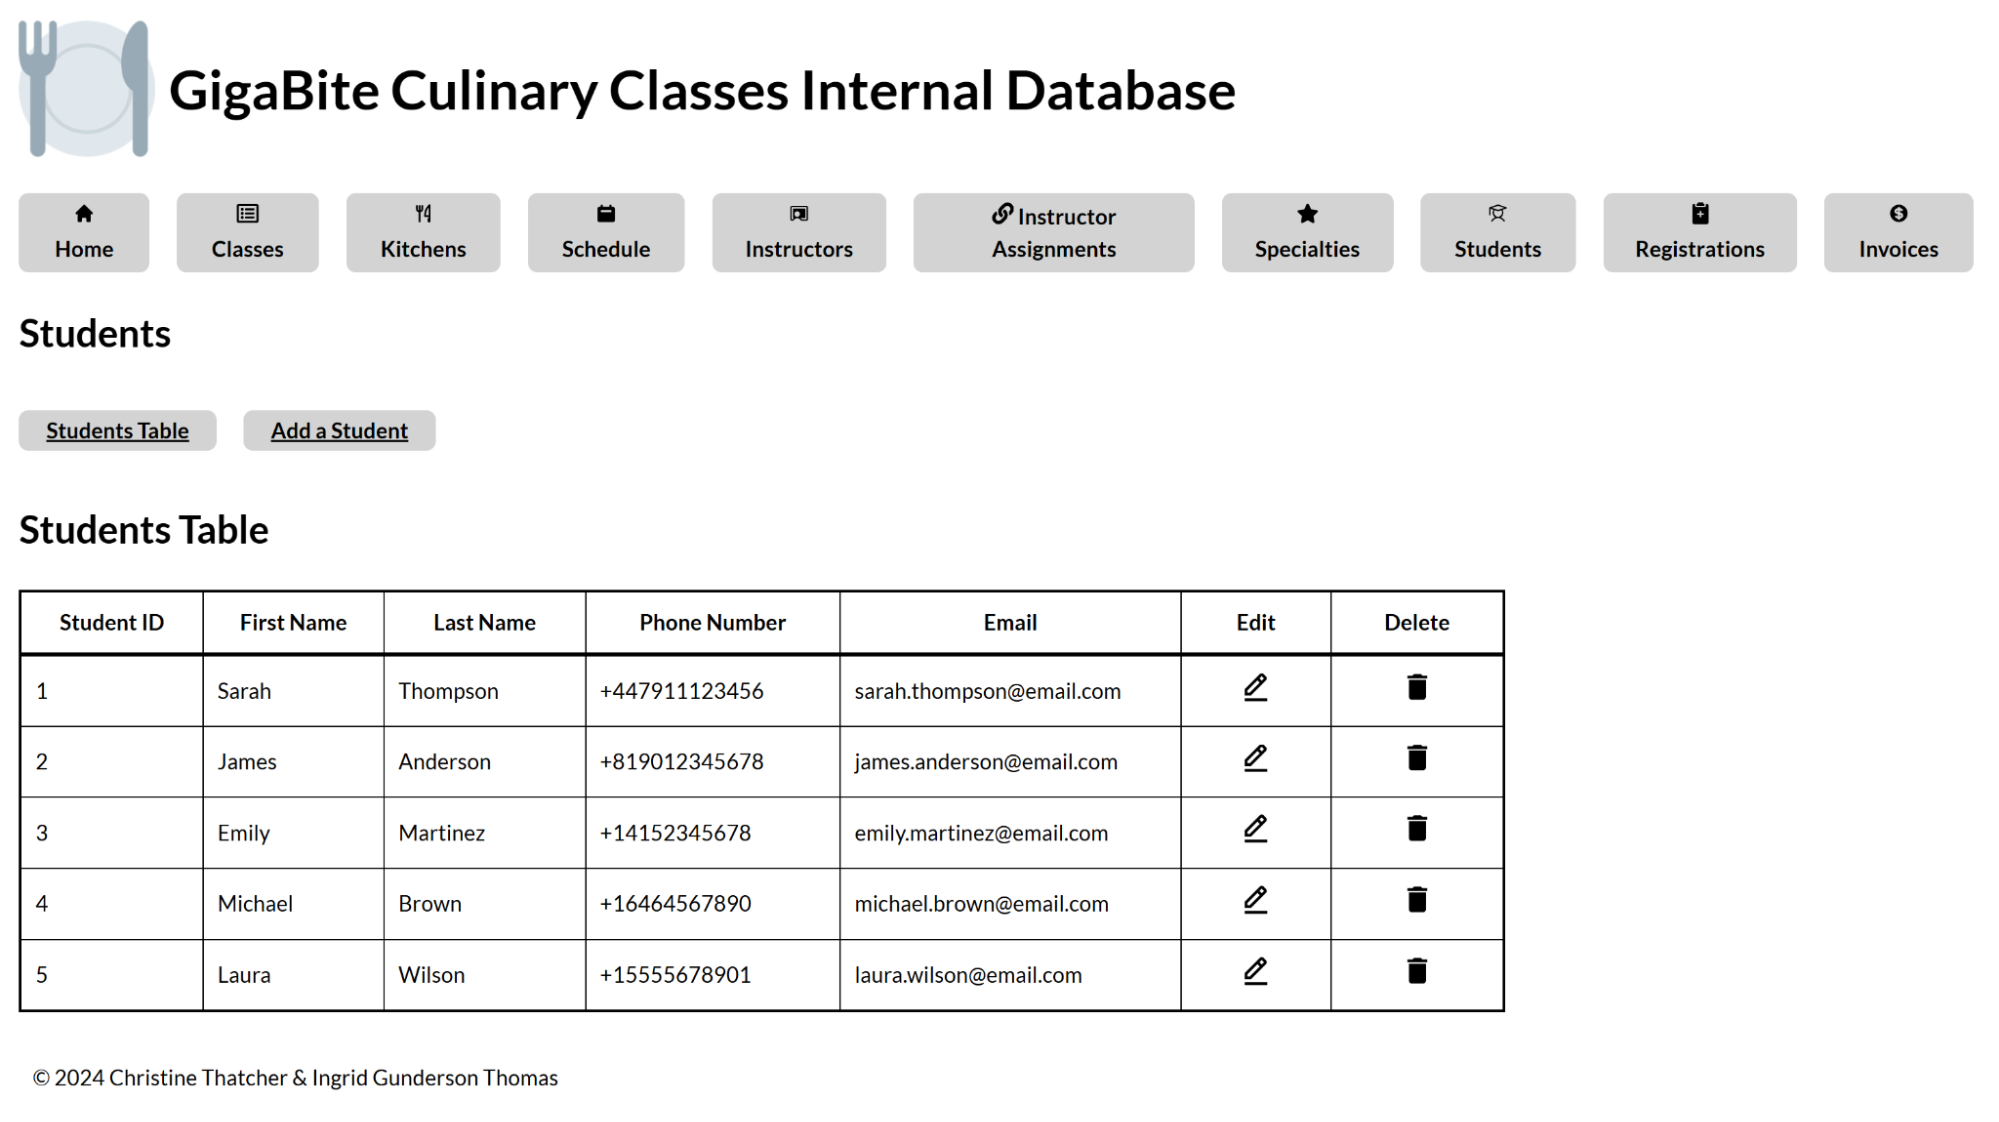 GigaBite Culinary Classes Internal Database
Home Classes Kitchens Schedule Instructors Instructor Assignments Specialties Students Registrations Invoices
Students
Students Table Add a Student
Students Table
Student ID First Name Last Name Phone Number Email Edit Delete
1 Sarah Thompson +447911123456 sarah.thompson@email.com
2 James Anderson +819012345678 james.anderson@email.com
3 Emily Martinez +14152345678 emily.martinez@email.com
4 Michael Brown +16464567890 michael.brown@email.com
5 Laura Wilson +15555678901 laura.wilson@email.com
© 2024 Christine Thatcher & Ingrid Gunderson Thomas